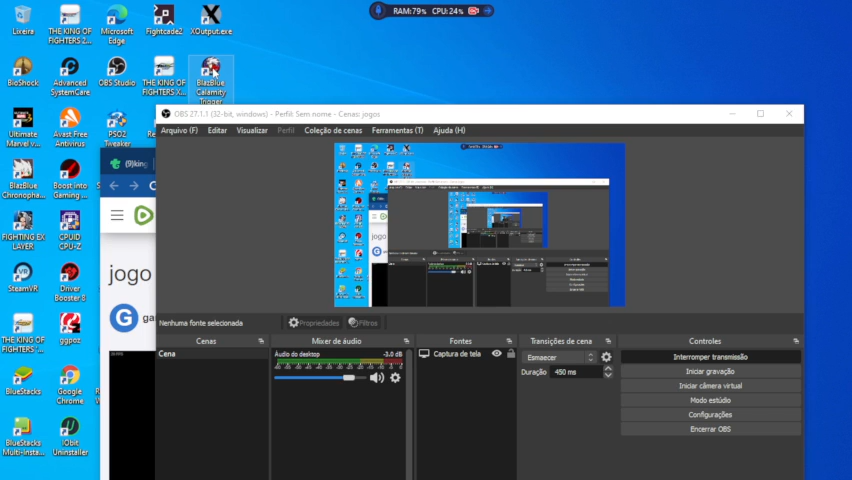 RAM:79% CPU:24%
Lixeira
THE KING OF
FIGHTERS 2...
Microsoft
Edge
Fightcade2
XOutput.exe
BioShock
Advanced
SystemCare
OBS Studio
THE KING OF
FIGHTERS X...
BlazBlue
Calamity
Trigger
Ultimate
Marvel v...
Avast Free
Antivirus
PSO2
Tweaker
BlazBlue
Chronopha...
Boost into
Gaming ...
FIGHTING EX
LAYER
CPUID
CPU-Z
SteamVR
Driver
Booster 8
THE KING OF
FIGHTERS '...
ggpoz
BlueStacks
Google
Chrome
BlueStacks
Multi-Insta...
IObit
Uninstaller
(9)king
jogo
G
OBS 27.1.1 (32-bit, windows) - Perfil: Sem nome - Cenas: jogos
Arquivo (F) Editar Visualizar Perfil Coleção de cenas Ferramentas (T) Ajuda (H)
Nenhuma fonte selecionada Propriedades Filtros
Cenas
Cena
Mixer de áudio
Áudio do desktop -3.0 dB
Fontes
Captura de tela
Transições de cena
Esmaecer
Duração 450 ms
Controles
Interromper transmissão
Iniciar gravação
Iniciar câmera virtual
Modo estúdio
Configurações
Encerrar OBS